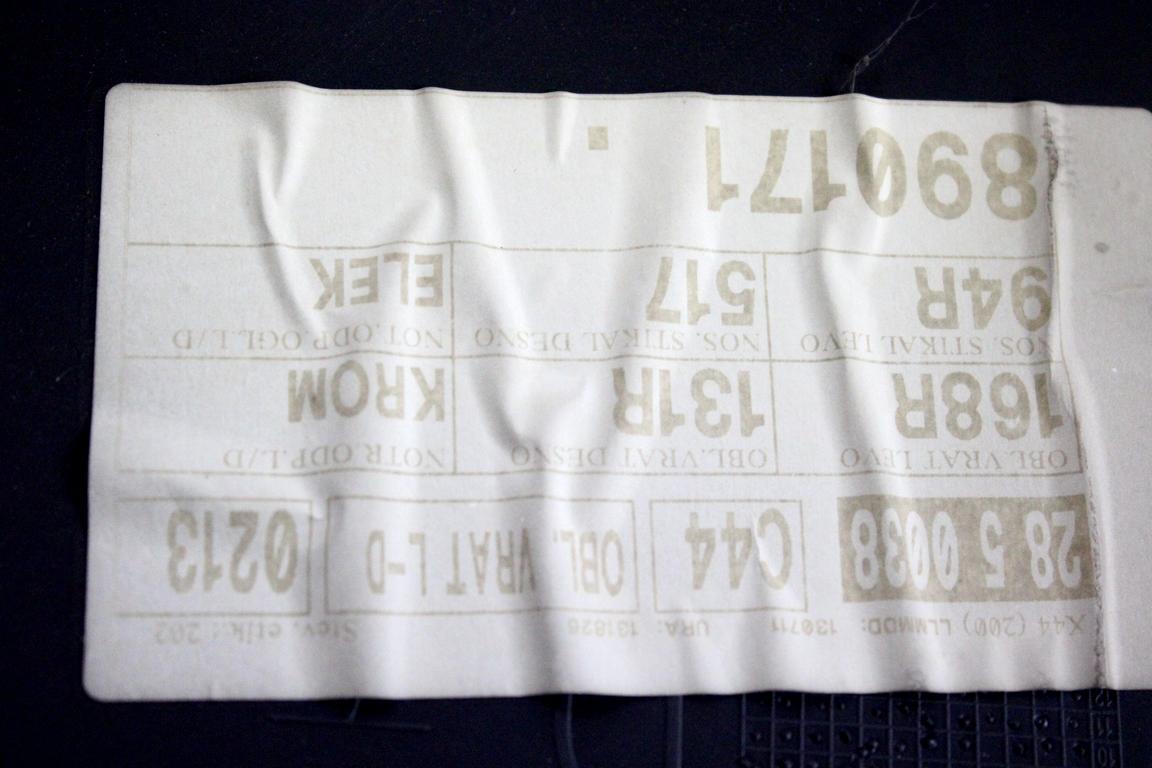 X44 (200) LLMMDD: 130711 URA: 131826 Stev. etik.: 202
28 5 0038 C44 OBL. VRAT L-D 0213
OBL.VRAT LEVO OBL.VRAT DESNO NOTR.ODP.L/D
168R 131R KROM
NOS. STIKAL LEVO NOS. STIKAL DESNO NOT.ODP.OGL.L/D
94R 517 ELEK
890171 .